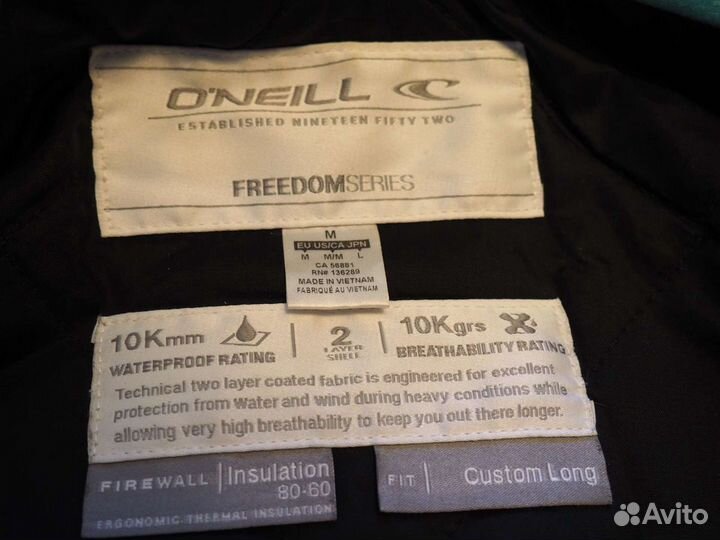 O'NEILL
ESTABLISHED NINETEEN FIFTY TWO
FREEDOMSERIES
M
EU US/CA JPN
M M/M L
CA 56881
RN# 136289
MADE IN VIETNAM
FABRIQUÉ AU VIETNAM
10Kmm
WATERPROOF RATING
2
LAYER
SHELL
10Kgrs
BREATHABILITY RATING
Technical two layer coated fabric is engineered for excellent
protection from Water and wind during heavy conditions while
allowing very high breathability to keep you out there longer.
FIREWALL | Insulation
80-60
ERGONOMIC THERMAL INSULATION
FIT | Custom Long
Avito